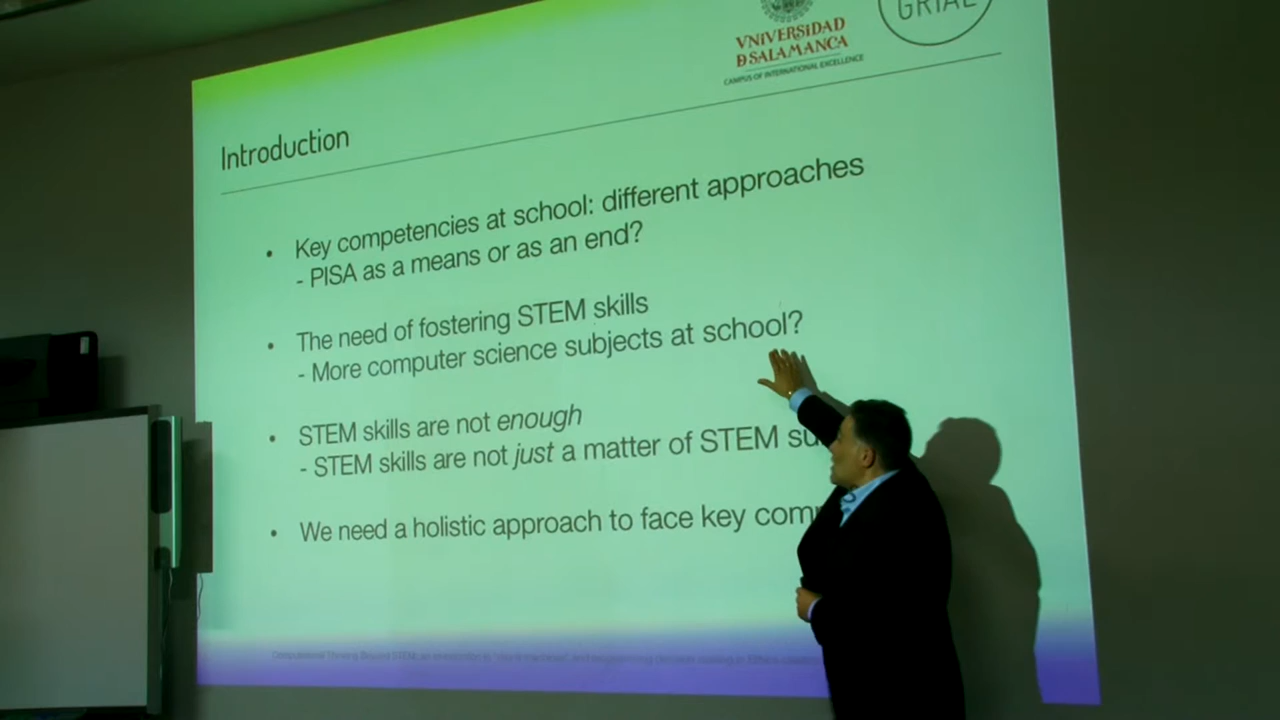 VNiVERSiDAD
D SALAMANCA
CAMPUS OF INTERNATIONAL EXCELLENCE
GRIAL
Introduction
• Key competencies at school: different approaches
- PISA as a means or as an end?
• The need of fostering STEM skills
- More computer science subjects at school?
• STEM skills are not enough
- STEM skills are not just a matter of STEM su
• We need a holistic approach to face key com